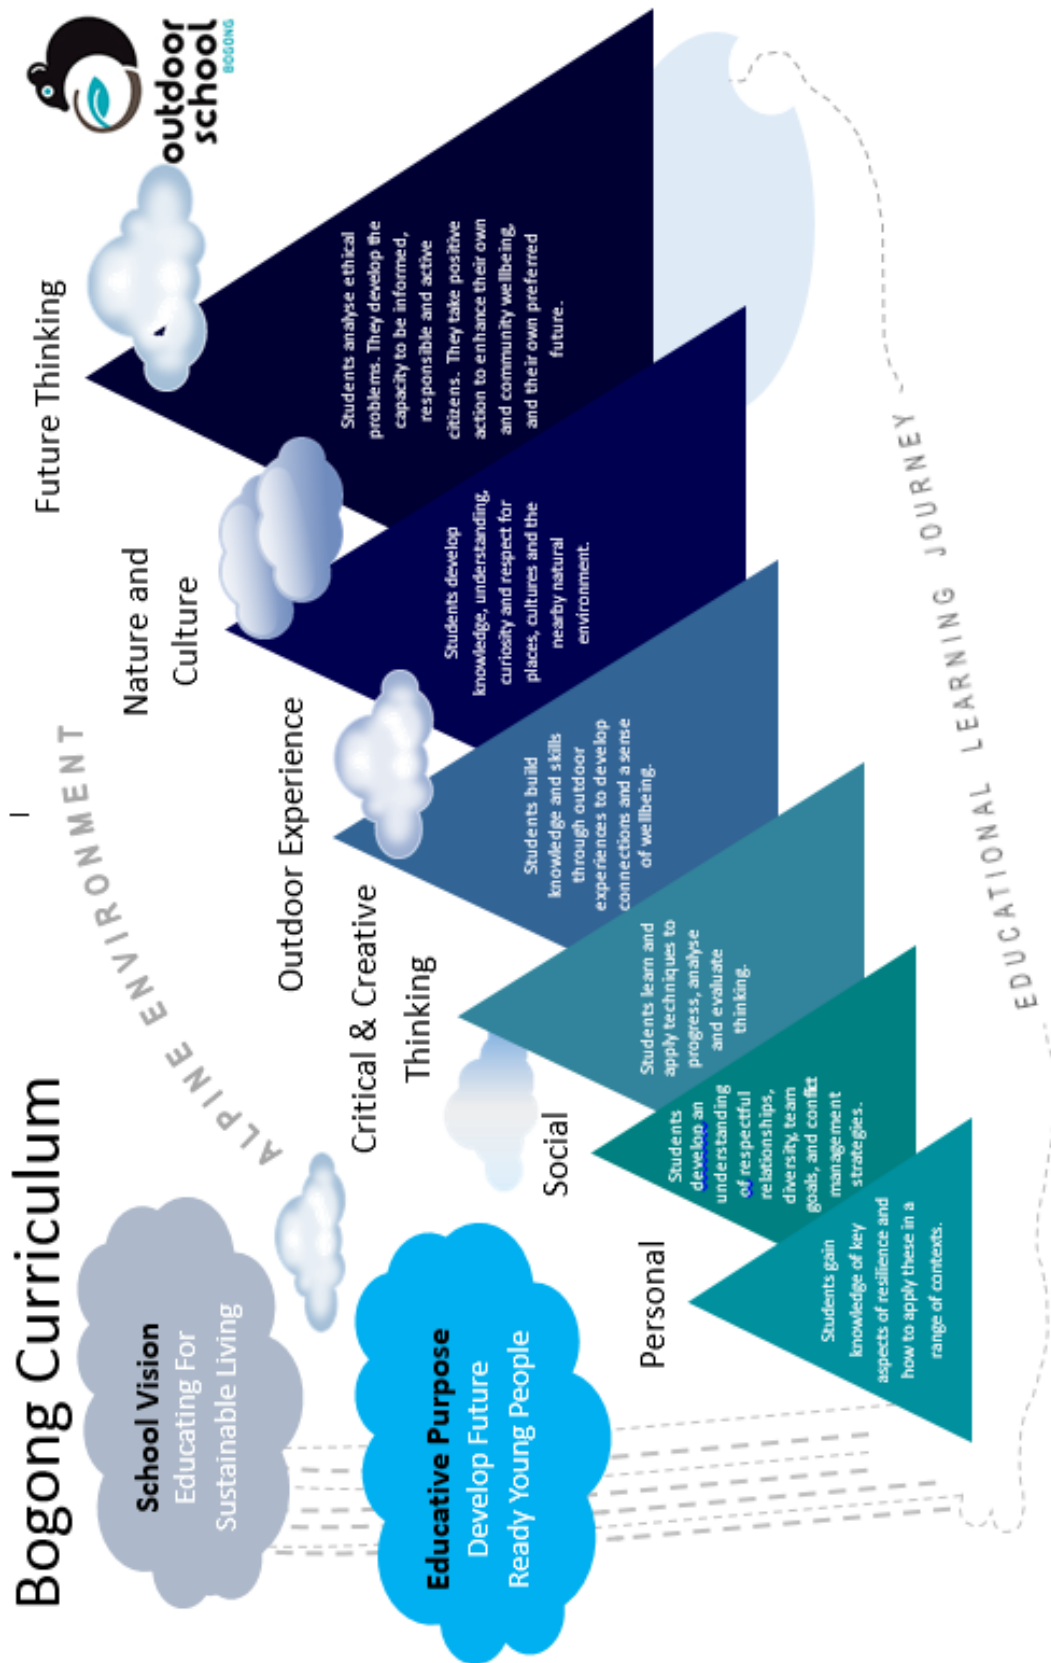 Bogong Curriculum
outdoor
school
BOGONG
School Vision
Educating For
Sustainable Living
Educative Purpose
Develop Future
Ready Young People
ALPINE ENVIRONMENT
Personal
Students gain
knowledge of key
aspects of resilience and
how to apply these in a
range of contexts.
Social
Students
develop an
understanding
of respectful
relationships,
diversity, team
goals, and conflict
management
strategies.
Critical & Creative
Thinking
Students learn and
apply techniques to
progress, analyse
and evaluate
thinking.
Outdoor Experience
Students build
knowledge and skills
through outdoor
experiences to develop
connections and a sense
of wellbeing.
Nature and
Culture
Students develop
knowledge, understanding,
curiosity and respect for
places, cultures and the
nearby natural
environment.
Future Thinking
Students analyse ethical
problems. They develop the
capacity to be informed,
responsible and active
citizens. They take positive
action to enhance their own
and community wellbeing,
and their own preferred
future.
EDUCATIONAL LEARNING JOURNEY